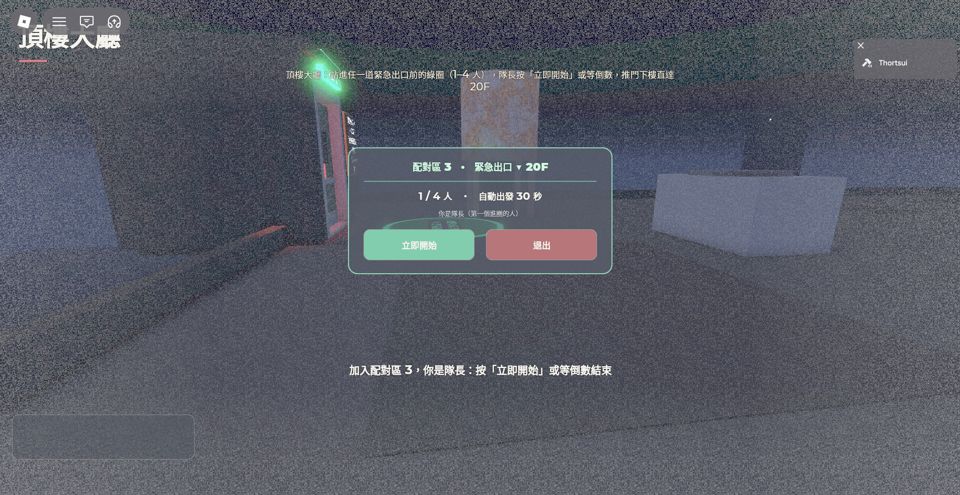 頂樓大廳
Thortsui
頂樓大廳：站進任一道緊急出口前的綠圈（1–4 人），隊長按「立即開始」或等倒數，推門下樓直達
20F
配對區 3 • 緊急出口 ▼ 20F
1 / 4 人 · 自動出發 30 秒
你是隊長（第一個進圈的人）
立即開始 退出
加入配對區 3，你是隊長：按「立即開始」或等倒數結束